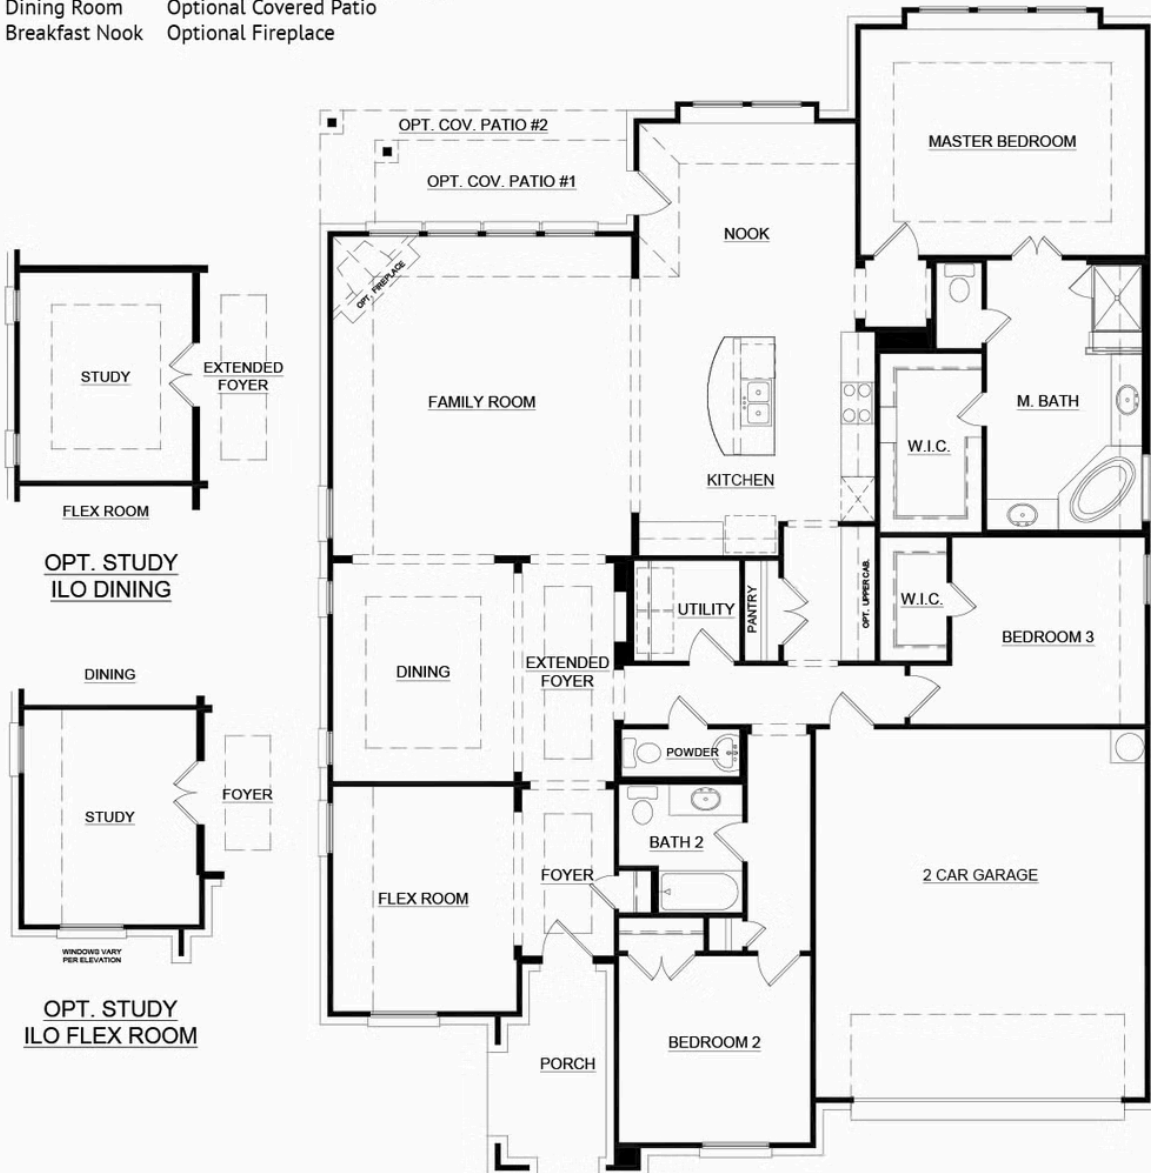 Dining Room Optional Covered Patio
Breakfast Nook Optional Fireplace
OPT. COV. PATIO #2
OPT. COV. PATIO #1
MASTER BEDROOM
NOOK
OPT. FIREPLACE
STUDY
EXTENDED
FOYER
FAMILY ROOM
M. BATH
W.I.C.
KITCHEN
FLEX ROOM
OPT. STUDY
ILO DINING
UTILITY
PANTRY
OPT. UPPER CAB.
W.I.C.
BEDROOM 3
DINING
EXTENDED
FOYER
DINING
POWDER
STUDY
FOYER
BATH 2
FOYER
2 CAR GARAGE
FLEX ROOM
WINDOWS VARY
PER ELEVATION
OPT. STUDY
ILO FLEX ROOM
BEDROOM 2
PORCH